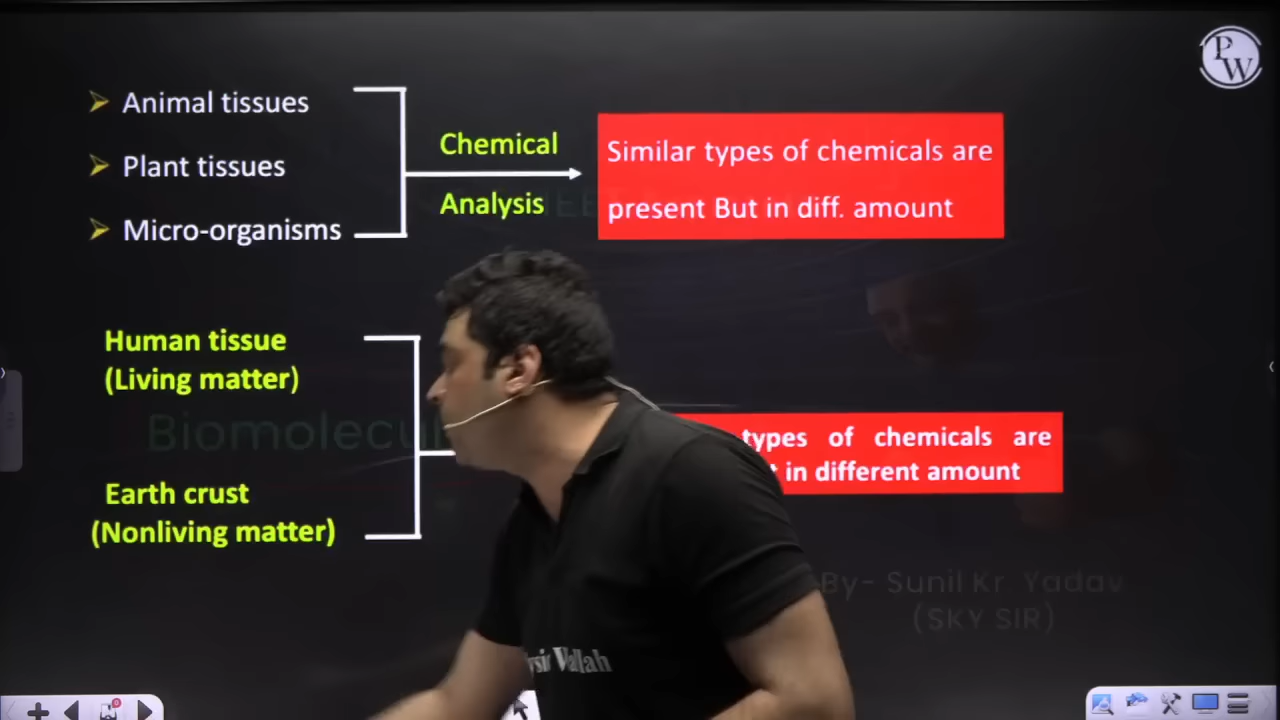 PW
Animal tissues
Plant tissues
Micro-organisms
Chemical
Analysis
Similar types of chemicals are
present But in diff. amount
Human tissue
(Living matter)
Earth crust
(Nonliving matter)
types of chemicals are
in different amount
By- Sunil Kr. Yadav
(SKY SIR)
Wallah